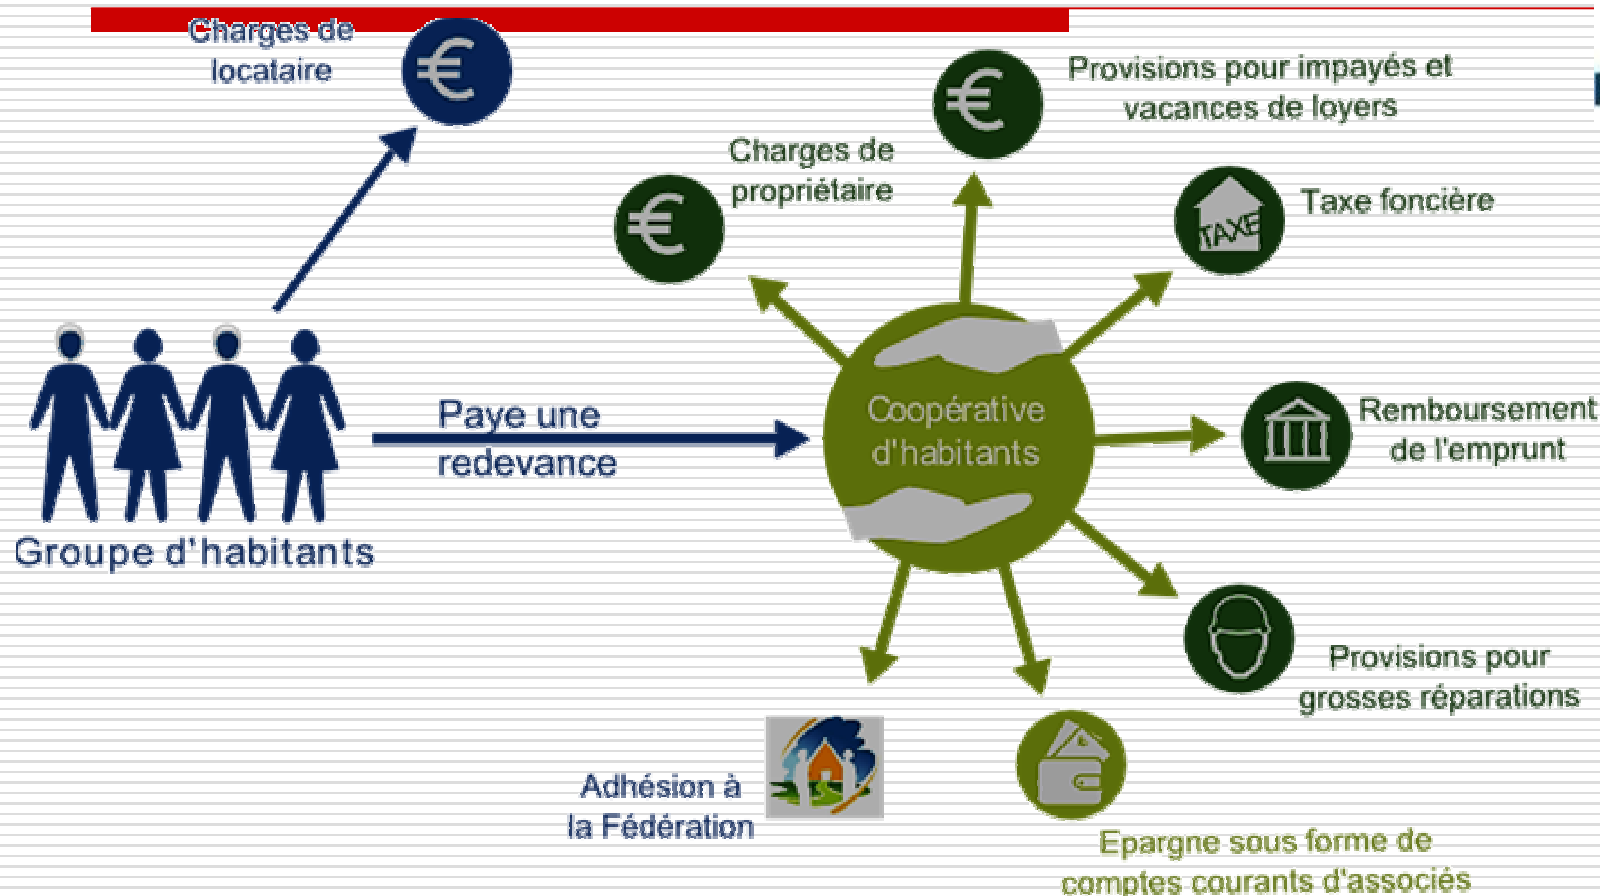 Charges de
locataire
Provisions pour impayés et
vacances de loyers
Charges de
propriétaire
Taxe foncière
TAXE
Paye une
redevance
Coopérative
d'habitants
Remboursement
de l'emprunt
Groupe d'habitants
Provisions pour
grosses réparations
Adhésion à
la Fédération
Epargne sous forme de
comptes courants d'associés